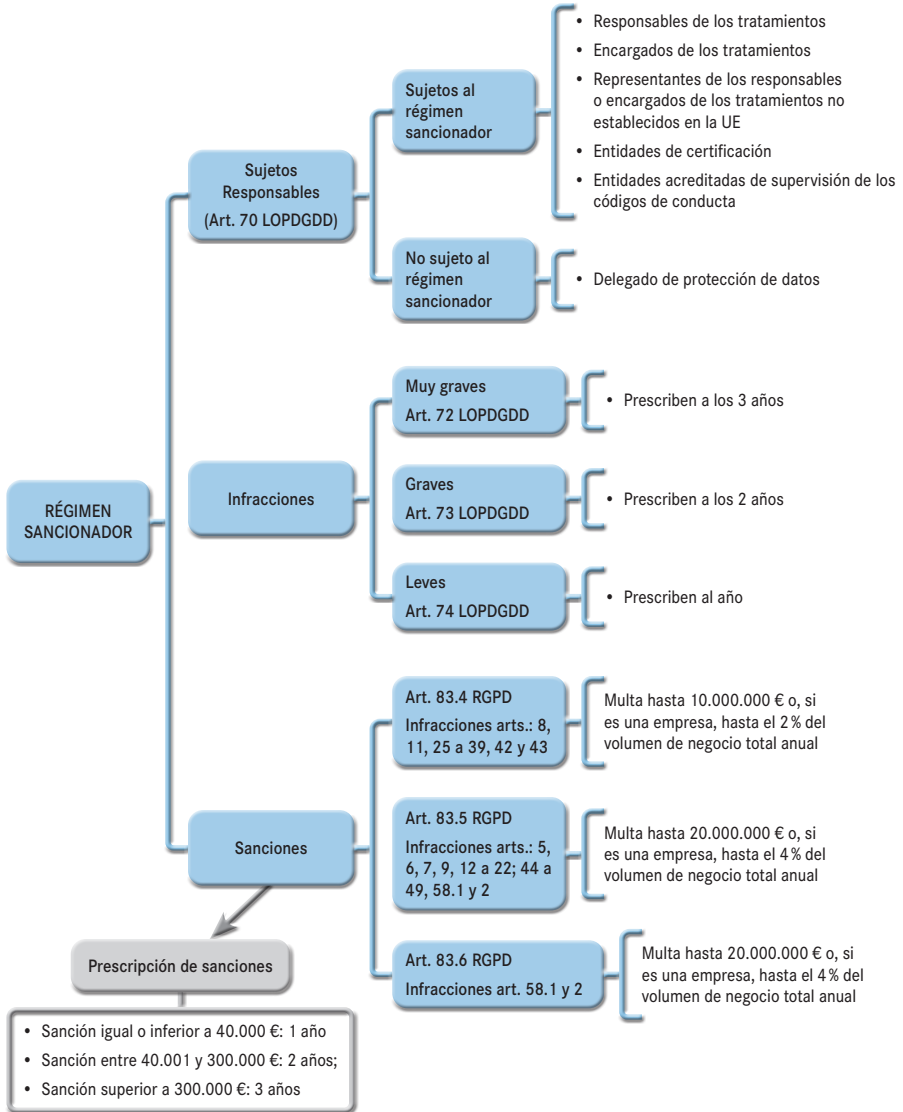 RÉGIMEN
SANCIONADOR
Sujetos
Responsables
(Art. 70 LOPDGDD)
Sujetos al
régimen
sancionador
• Responsables de los tratamientos
• Encargados de los tratamientos
• Representantes de los responsables
o encargados de los tratamientos no
establecidos en la UE
• Entidades de certificación
• Entidades acreditadas de supervisión de los
códigos de conducta
No sujeto al
régimen
sancionador
• Delegado de protección de datos
Infracciones
Muy graves
Art. 72 LOPDGDD
• Prescriben a los 3 años
Graves
Art. 73 LOPDGDD
• Prescriben a los 2 años
Leves
Art. 74 LOPDGDD
• Prescriben al año
Sanciones
Art. 83.4 RGPD
Infracciones arts.: 8,
11, 25 a 39, 42 y 43
Multa hasta 10.000.000 € o, si
es una empresa, hasta el 2 % del
volumen de negocio total anual
Art. 83.5 RGPD
Infracciones arts.: 5,
6, 7, 9, 12 a 22; 44 a
49, 58.1 y 2
Multa hasta 20.000.000 € o, si
es una empresa, hasta el 4 % del
volumen de negocio total anual
Art. 83.6 RGPD
Infracciones art. 58.1 y 2
Multa hasta 20.000.000 € o, si
es una empresa, hasta el 4 % del
volumen de negocio total anual
Prescripción de sanciones
• Sanción igual o inferior a 40.000 €: 1 año
• Sanción entre 40.001 y 300.000 €: 2 años;
• Sanción superior a 300.000 €: 3 años